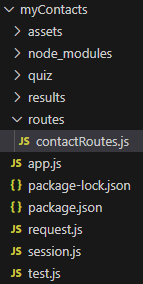 myContacts
assets
node_modules
quiz
results
routes
JS contactRoutes.js
JS app.js
{ } package-lock.json
{ } package.json
JS request.js
JS session.js
JS test.js